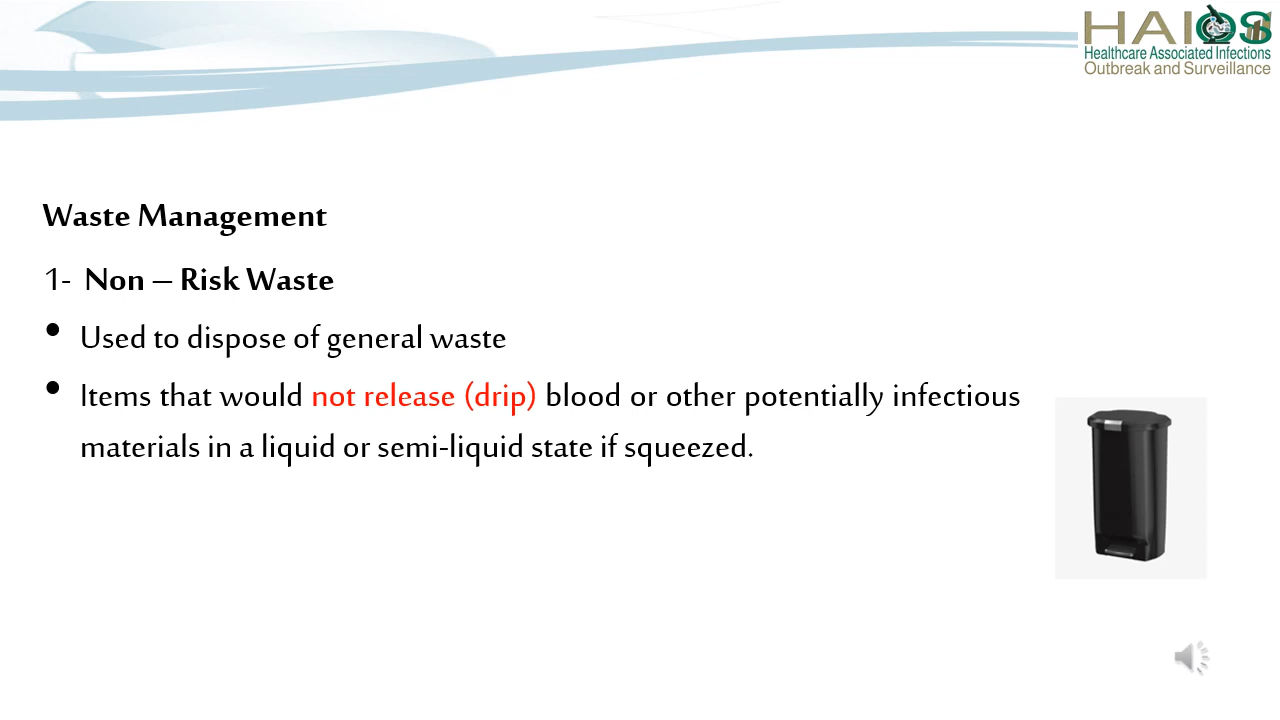 HAIOS
Healthcare Associated Infections
Outbreak and Surveillance
Waste Management
1- Non – Risk Waste
• Used to dispose of general waste
• Items that would not release (drip) blood or other potentially infectious
materials in a liquid or semi-liquid state if squeezed.